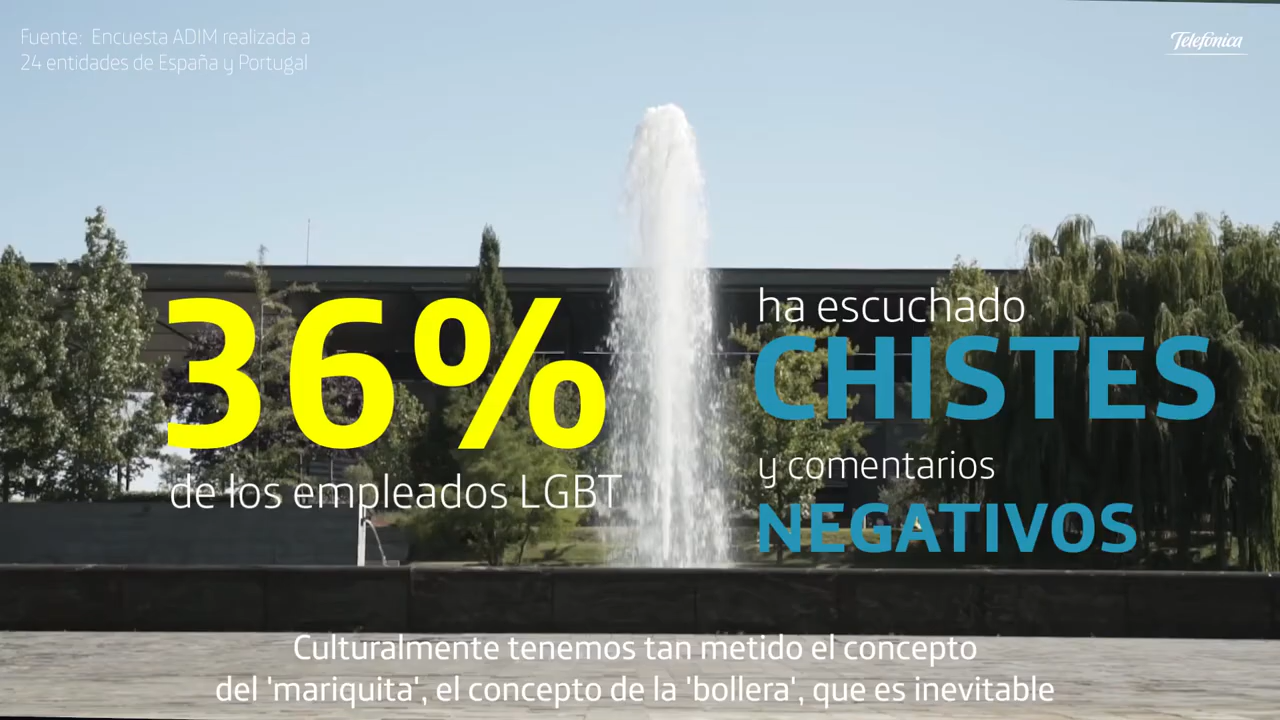 Fuente: Encuesta ADIM realizada a
24 entidades de España y Portugal
Telefónica
36%
de los empleados LGBT
ha escuchado
CHISTES
y comentarios
NEGATIVOS
Culturalmente tenemos tan metido el concepto
del 'mariquita', el concepto de la 'bollera', que es inevitable